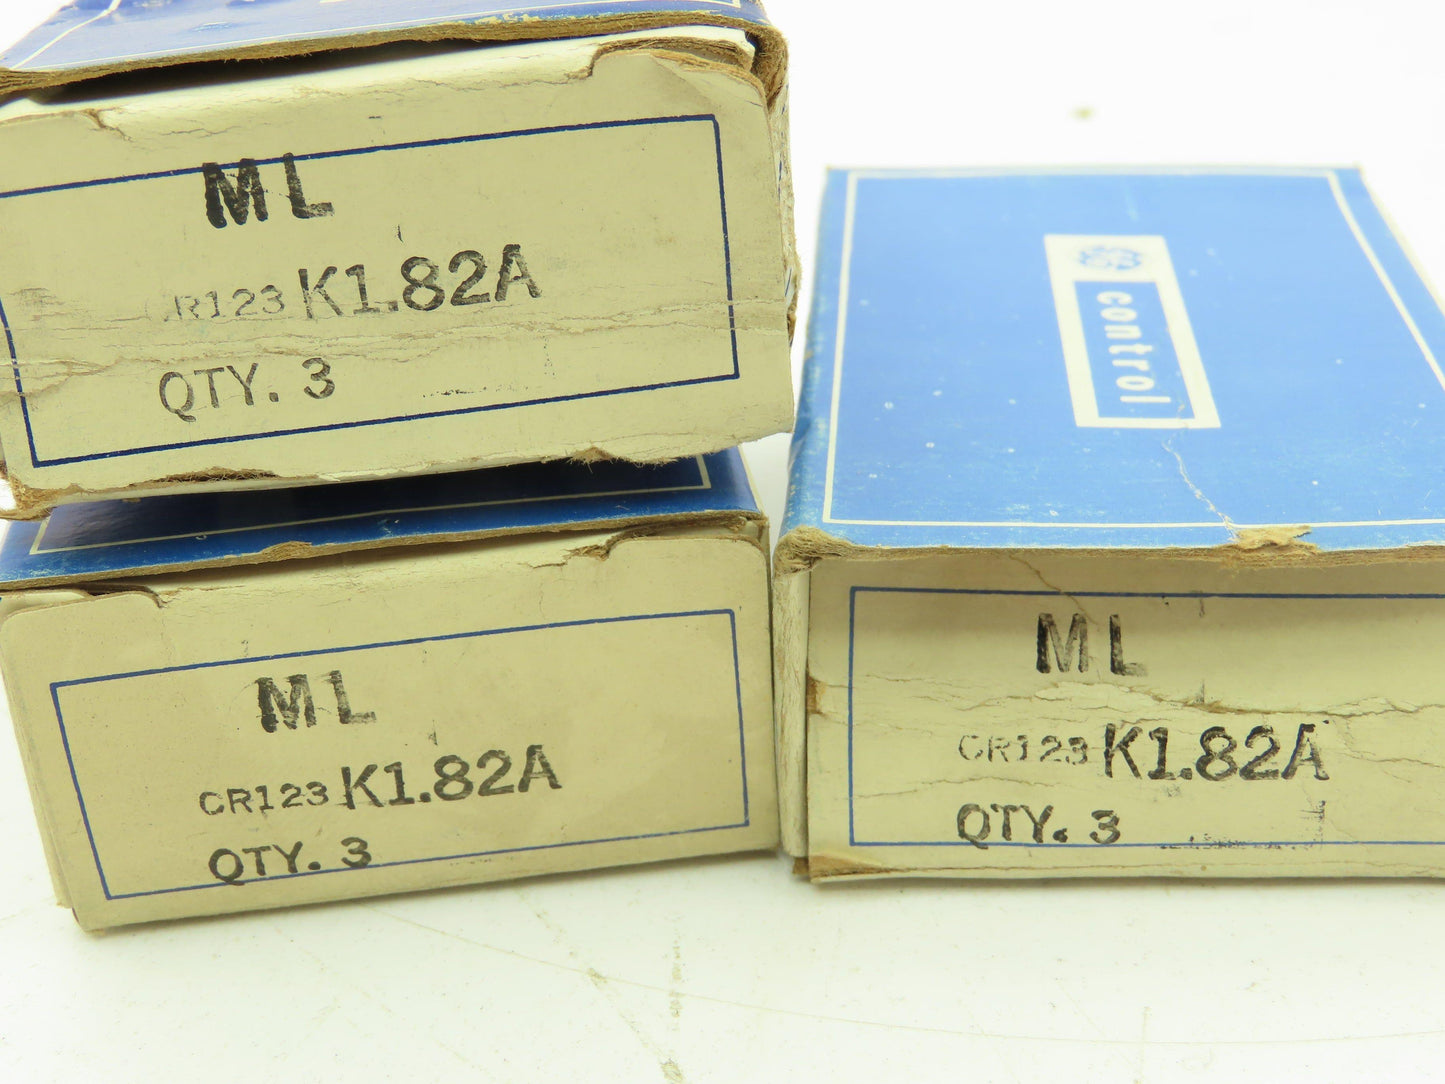 ML
CR123 K1.82A
QTY. 3
ML
CR123 K1.82A
QTY. 3
control
ML
CR123 K1.82A
QTY. 3